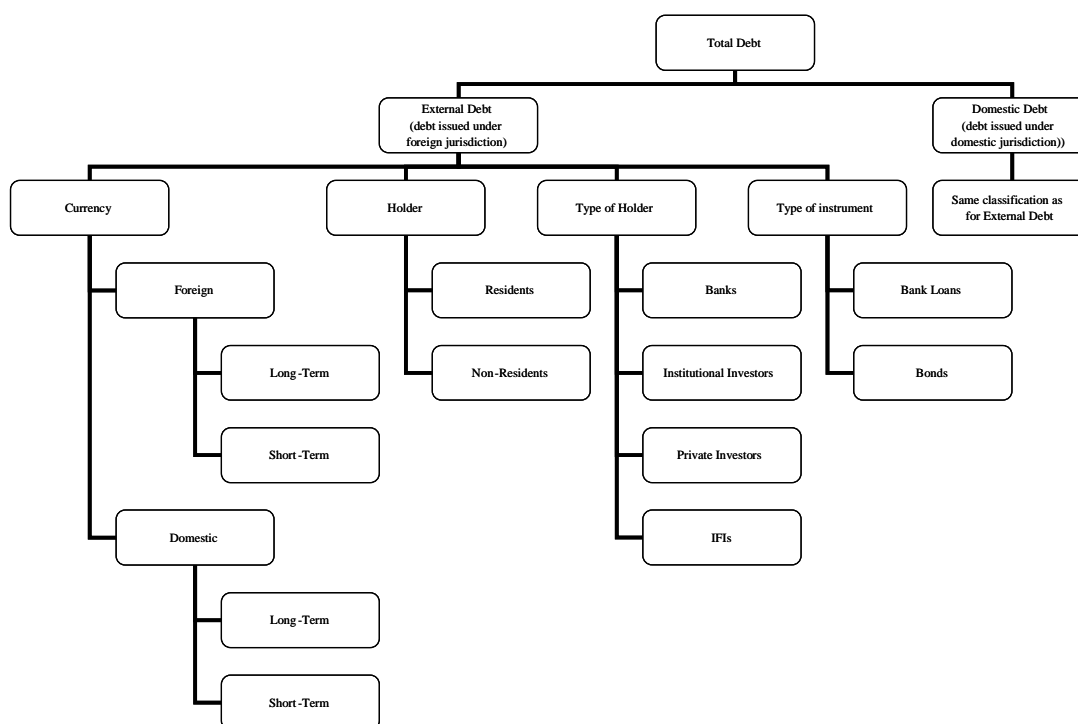 Total Debt
External Debt
(debt issued under
foreign jurisdiction)
Domestic Debt
(debt issued under
domestic jurisdiction))
Currency
Holder
Type of Holder
Type of instrument
Same classification as
for External Debt
Foreign
Residents
Banks
Bank Loans
Long-Term
Non-Residents
Institutional Investors
Bonds
Short-Term
Private Investors
Domestic
IFIs
Long-Term
Short-Term